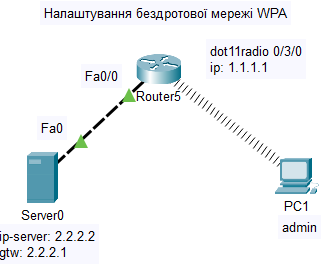 Налаштування бездротової мережі WPA
dot11radio 0/3/0
ip: 1.1.1.1
Fa0/0
Router5
Fa0
Server0
ip-server: 2.2.2.2
gtw: 2.2.2.1
PC1
admin